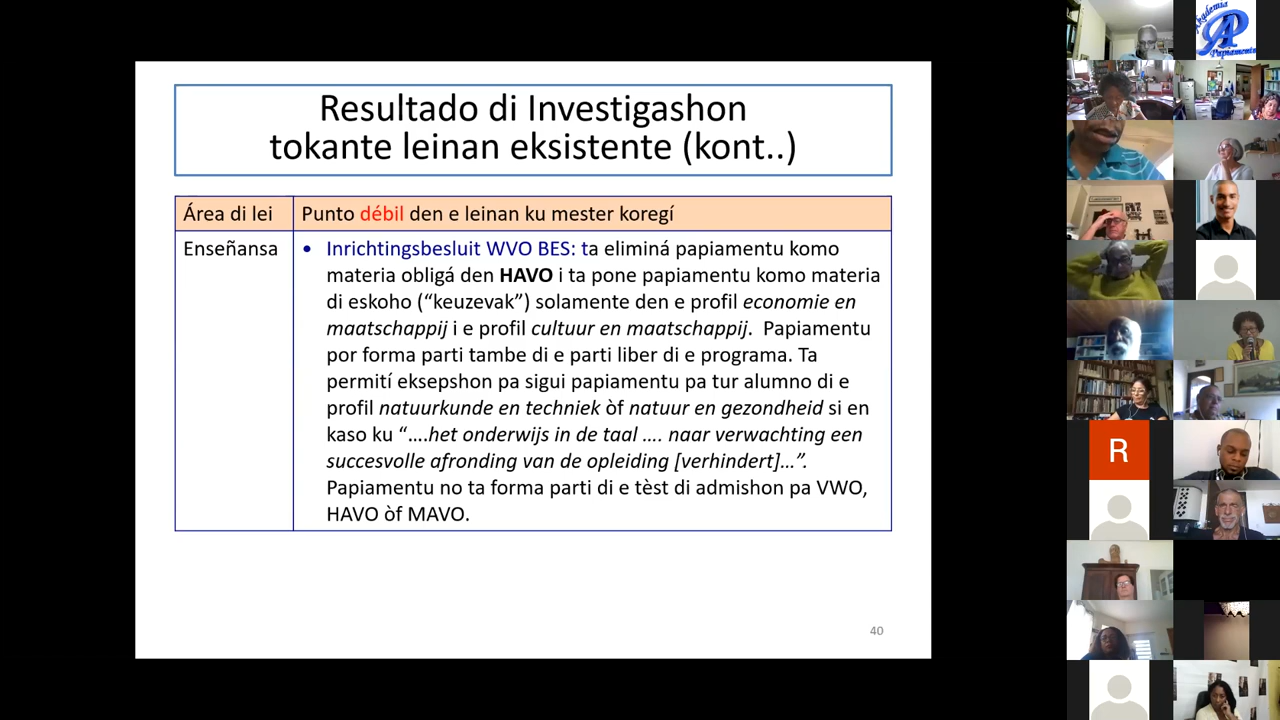 Resultado di Investigashon
tokante leinan eksistente (kont..)
Área di lei
Punto débil den e leinan ku mester koregí
Enseñansa
• Inrichtingsbesluit WVO BES: ta eliminá papiamentu komo
materia obligá den HAVO i ta pone papiamentu komo materia
di eskoho (“keuzevak”) solamente den e profil economie en
maatschappij i e profil cultuur en maatschappij. Papiamentu
por forma parti tambe di e parti liber di e programa. Ta
permití eksepshon pa sigui papiamentu pa tur alumno di e
profil natuurkunde en techniek òf natuur en gezondheid si en
kaso ku “….het onderwijs in de taal …. naar verwachting een
succesvolle afronding van de opleiding [verhindert]…”.
Papiamentu no ta forma parti di e tèst di admishon pa VWO,
HAVO òf MAVO.
40
Akademia
AP
Papiamentu
R